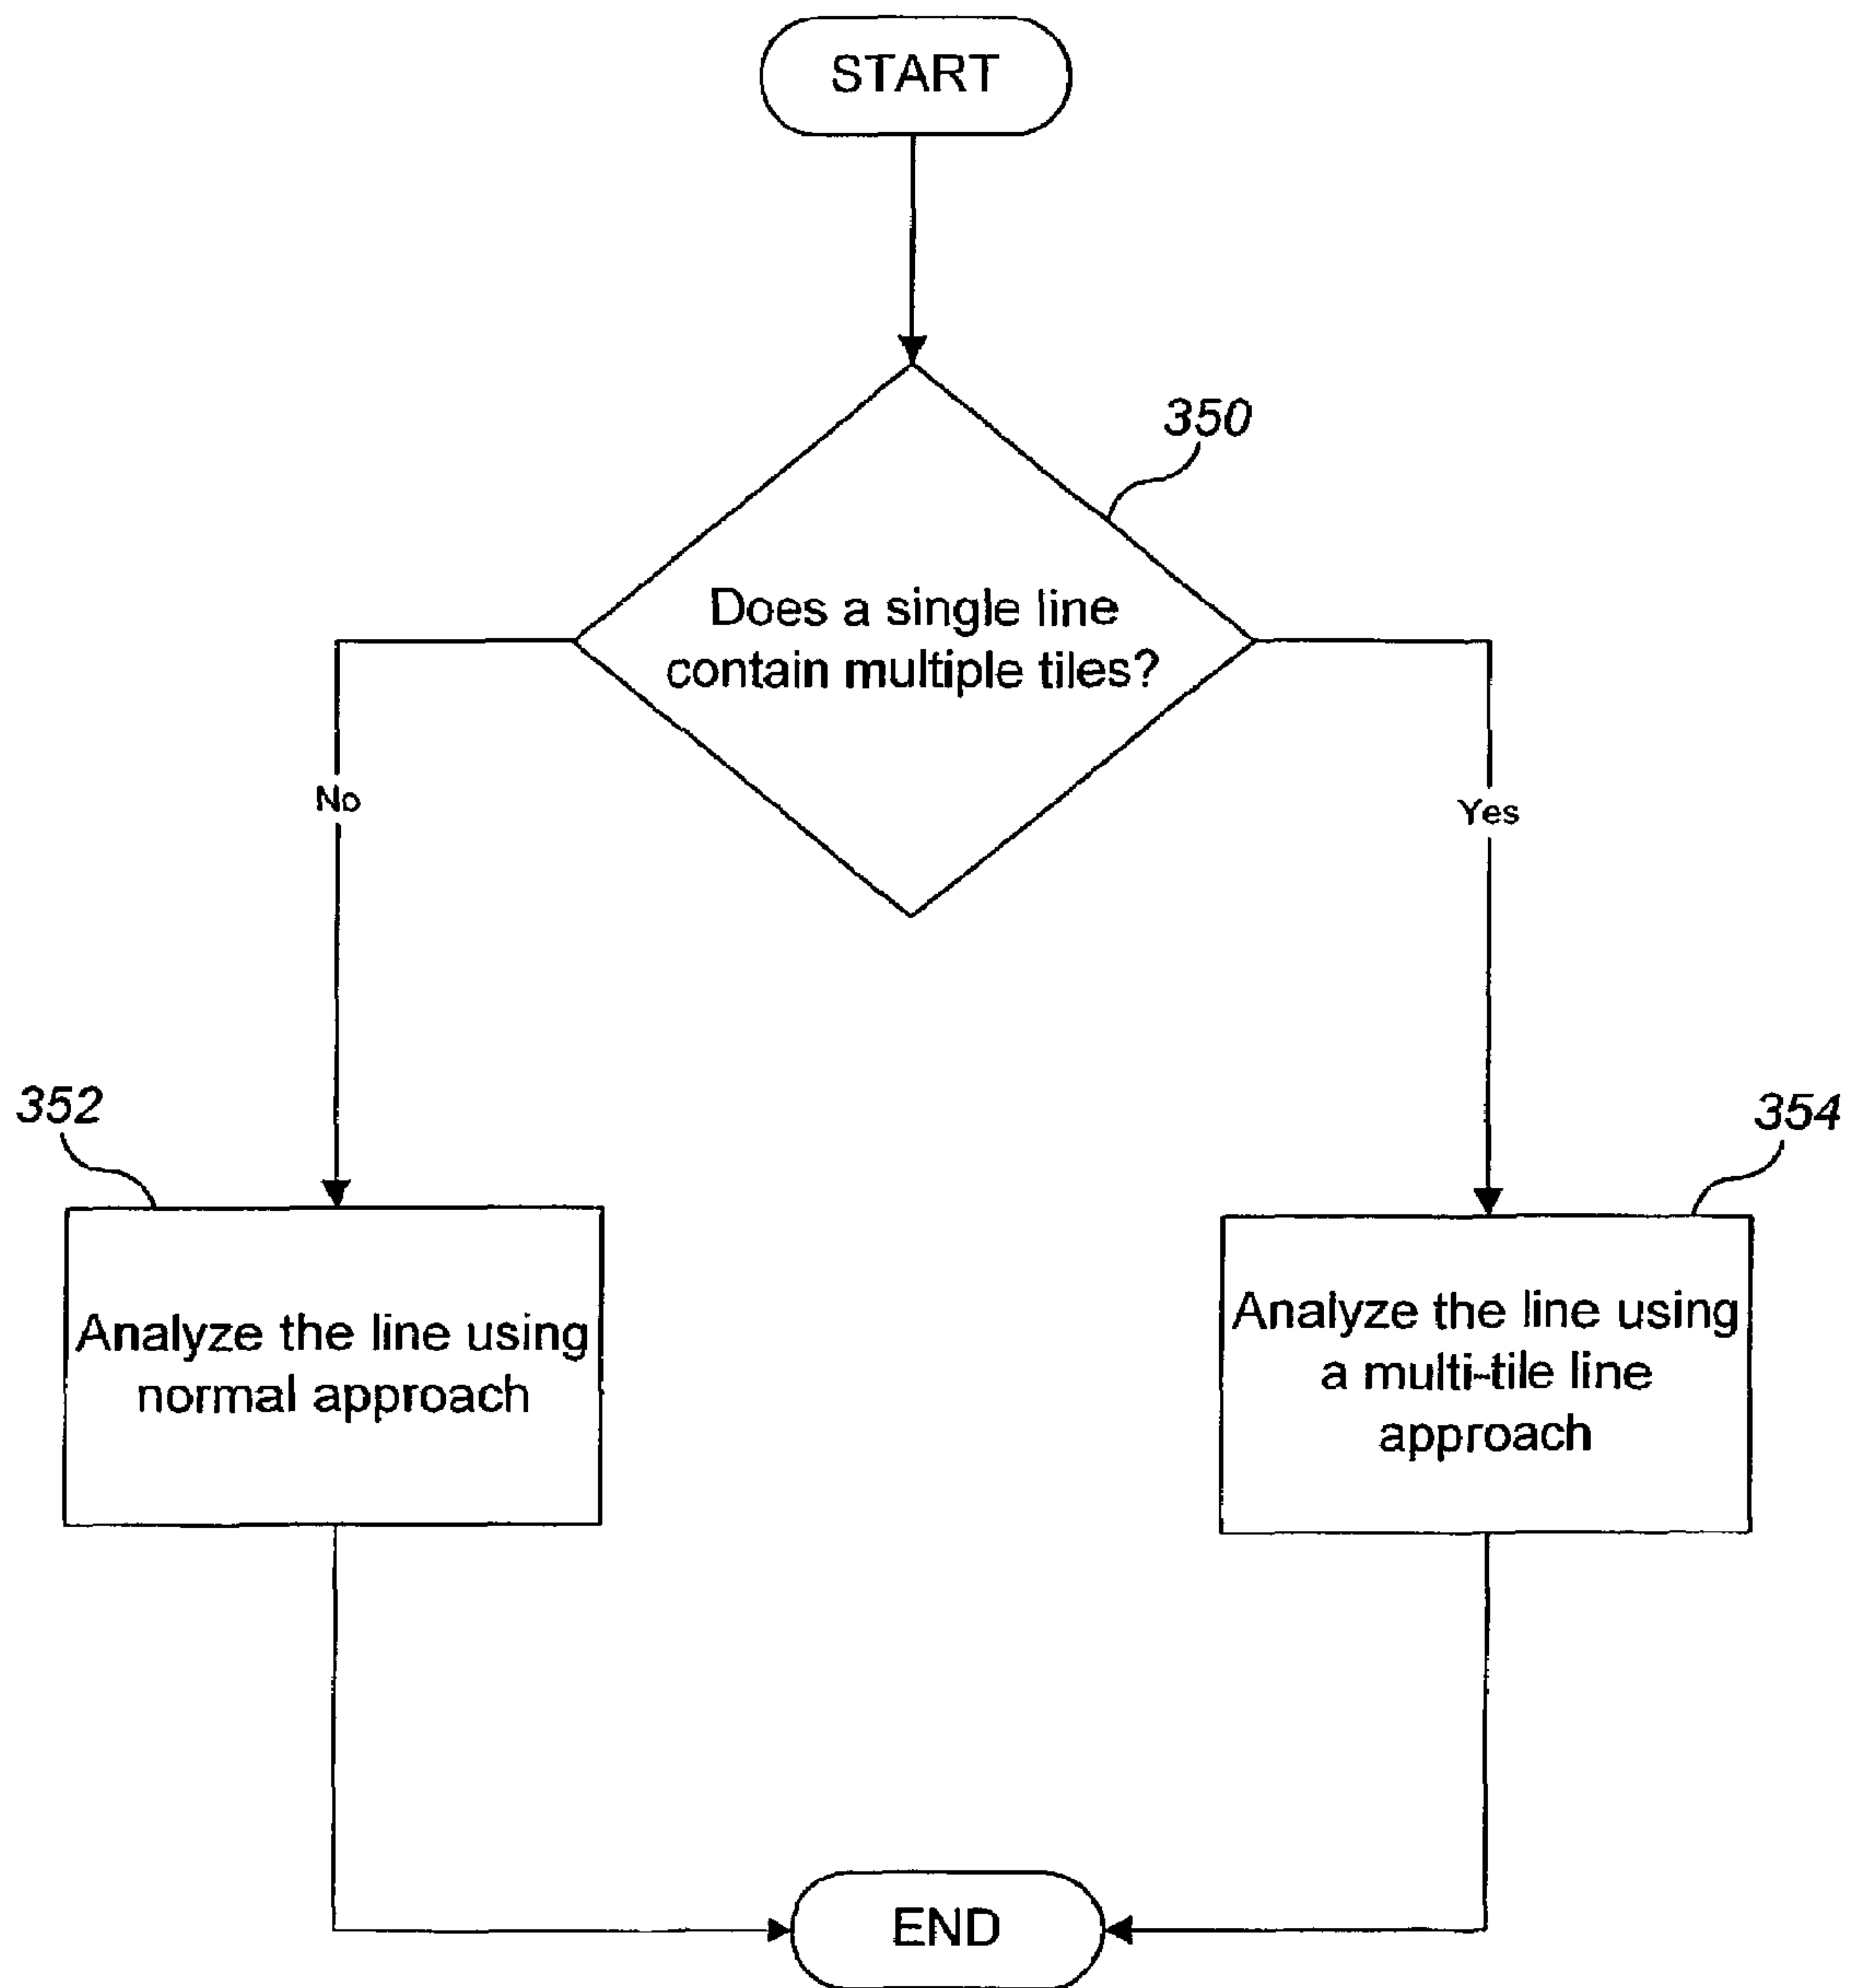 START
350
Does a single line
contain multiple tiles?
No
Yes
352
354
Analyze the line using
normal approach
Analyze the line using
a multi-tile line
approach
END